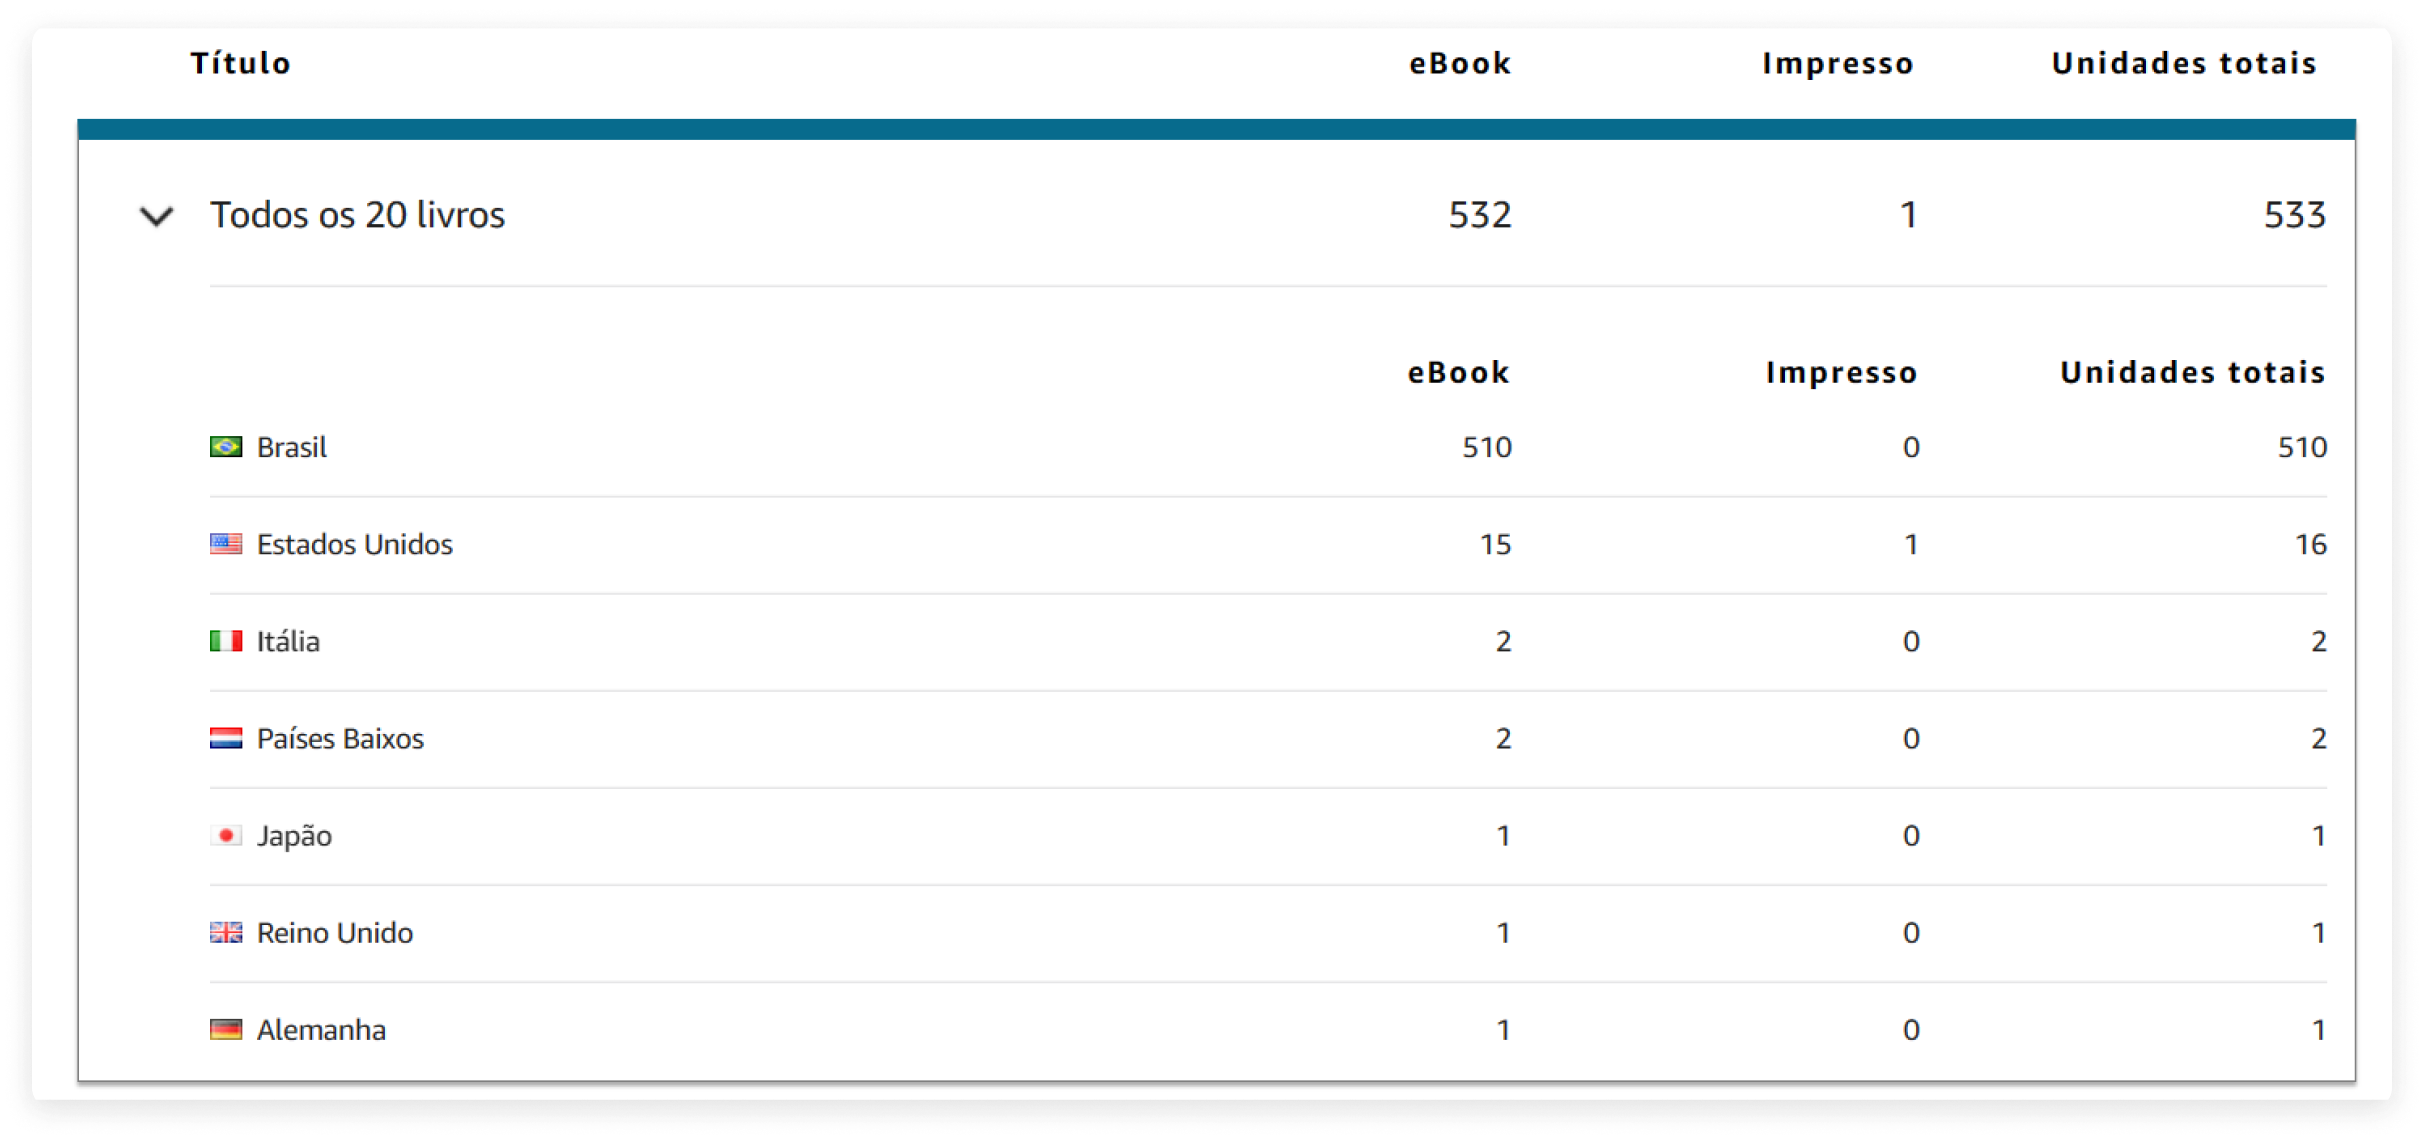 Título eBook Impresso Unidades totais
Todos os 20 livros 532 1 533
eBook Impresso Unidades totais
Brasil 510 0 510
Estados Unidos 15 1 16
Itália 2 0 2
Países Baixos 2 0 2
Japão 1 0 1
Reino Unido 1 0 1
Alemanha 1 0 1